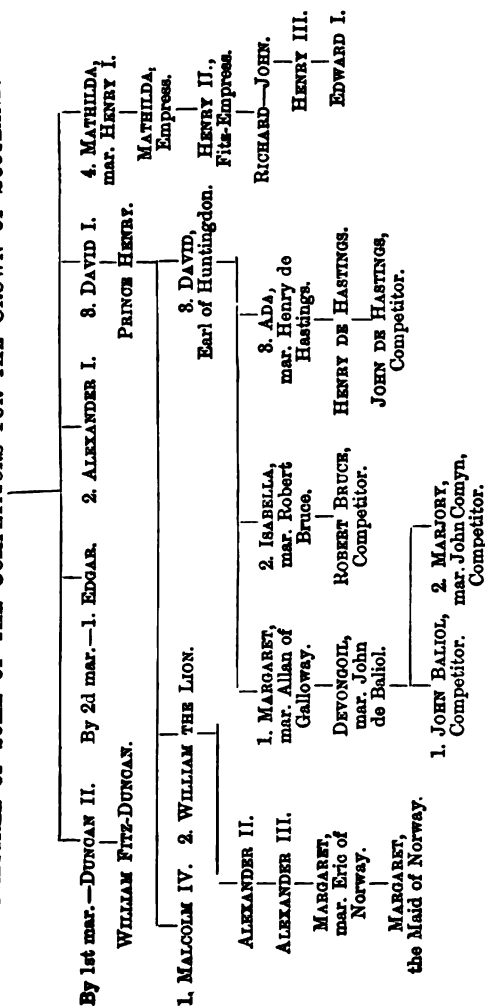 PEDIGREE OF SOME OF THE COMPETITORS FOR THE CROWN OF SCOTLAND.
By 1st mar.—DUNCAN II. By 2d mar.—1. EDGAR. 2. ALEXANDER I. 3. DAVID I. 4. MATHILDA,
mar. HENRY I.
WILLIAM FITZ-DUNCAN. PRINCE HENRY. MATHILDA,
Empress.
1. MALCOLM IV. 2. WILLIAM THE LION. 3. DAVID,
Earl of Huntingdon.
HENRY II.,
Fitz-Empress.
RICHARD—JOHN.
HENRY III.
EDWARD I.
ALEXANDER II.
ALEXANDER III.
MARGARET,
mar. Eric of
Norway.
MARGARET,
the Maid of Norway.
1. MARGARET,
mar. Allan of
Galloway.
DEVONGOIL,
mar. John
de Baliol.
1. JOHN BALIOL,
Competitor.
2. MARJORY,
mar. John Comyn,
Competitor.
2. ISABELLA,
mar. Robert
Bruce.
ROBERT BRUCE,
Competitor.
3. ADA,
mar. Henry de
Hastings.
HENRY DE HASTINGS.
JOHN DE HASTINGS,
Competitor.